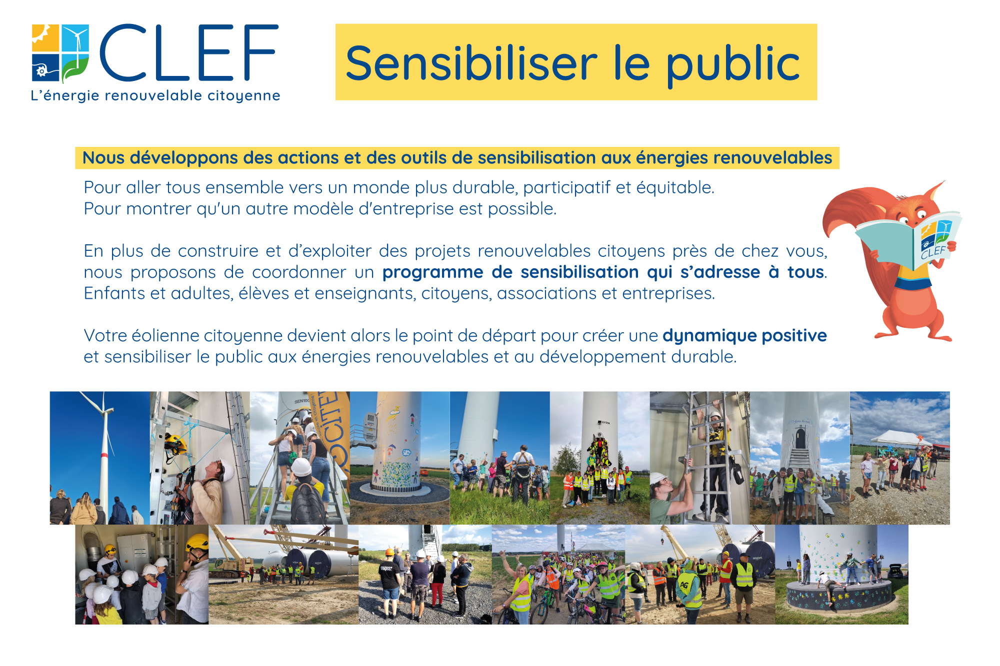 CLEF
L'énergie renouvelable citoyenne
Sensibiliser le public
Nous développons des actions et des outils de sensibilisation aux énergies renouvelables
Pour aller tous ensemble vers un monde plus durable, participatif et équitable.
Pour montrer qu'un autre modèle d'entreprise est possible.
En plus de construire et d’exploiter des projets renouvelables citoyens près de chez vous,
nous proposons de coordonner un programme de sensibilisation qui s’adresse à tous.
Enfants et adultes, élèves et enseignants, citoyens, associations et entreprises.
CLEF
Votre éolienne citoyenne devient alors le point de départ pour créer une dynamique positive
et sensibiliser le public aux énergies renouvelables et au développement durable.
SEN100
OCITE
AG